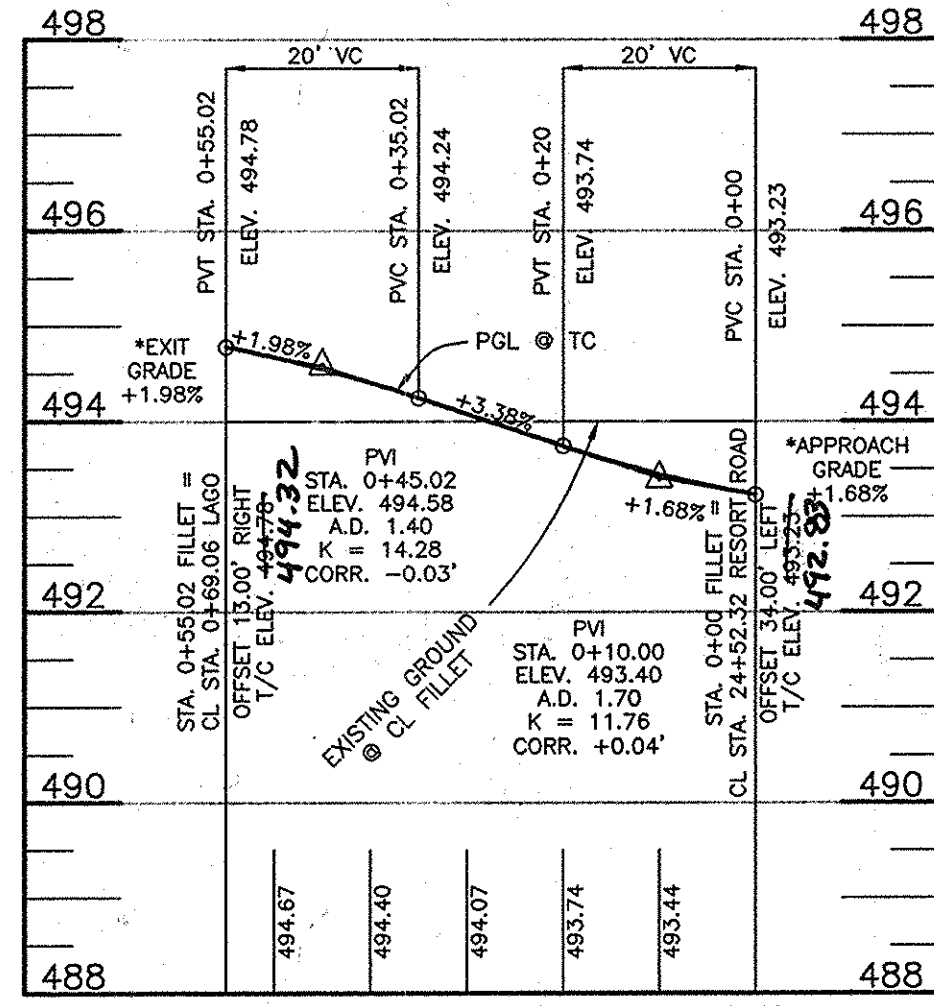 498
498
20' VC
20' VC
PVT STA. 0+55.02
ELEV. 494.78
PVC STA. 0+35.02
ELEV. 494.24
PVT STA. 0+20
ELEV. 493.74
PVC STA. 0+00
ELEV. 493.23
496
496
*EXIT
GRADE
+1.98%
+1.98%
PGL @ TC
+3.38%
494
494
*APPROACH
GRADE
+1.68%
+1.68%
STA. 0+55.02 FILLET =
CL STA. 0+69.06 LAGO
OFFSET 13.00' RIGHT
T/C ELEV. 494.78
494.32
PVI
STA. 0+45.02
ELEV. 494.58
A.D. 1.40
K = 14.28
CORR. -0.03'
EXISTING GROUND
@ CL FILLET
PVI
STA. 0+10.00
ELEV. 493.40
A.D. 1.70
K = 11.76
CORR. +0.04'
STA. 0+00 FILLET =
CL STA. 24+52.32 RESORT ROAD
OFFSET 34.00' LEFT
T/C ELEV. 493.23
492.83
492
492
490
490
494.67
494.40
494.07
493.74
493.44
488
488